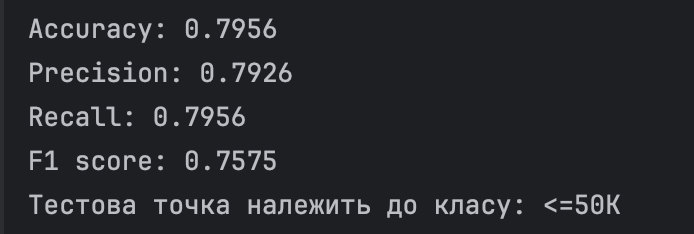 Accuracy: 0.7956
Precision: 0.7926
Recall: 0.7956
F1 score: 0.7575
Тестова точка належить до класу: <=50K